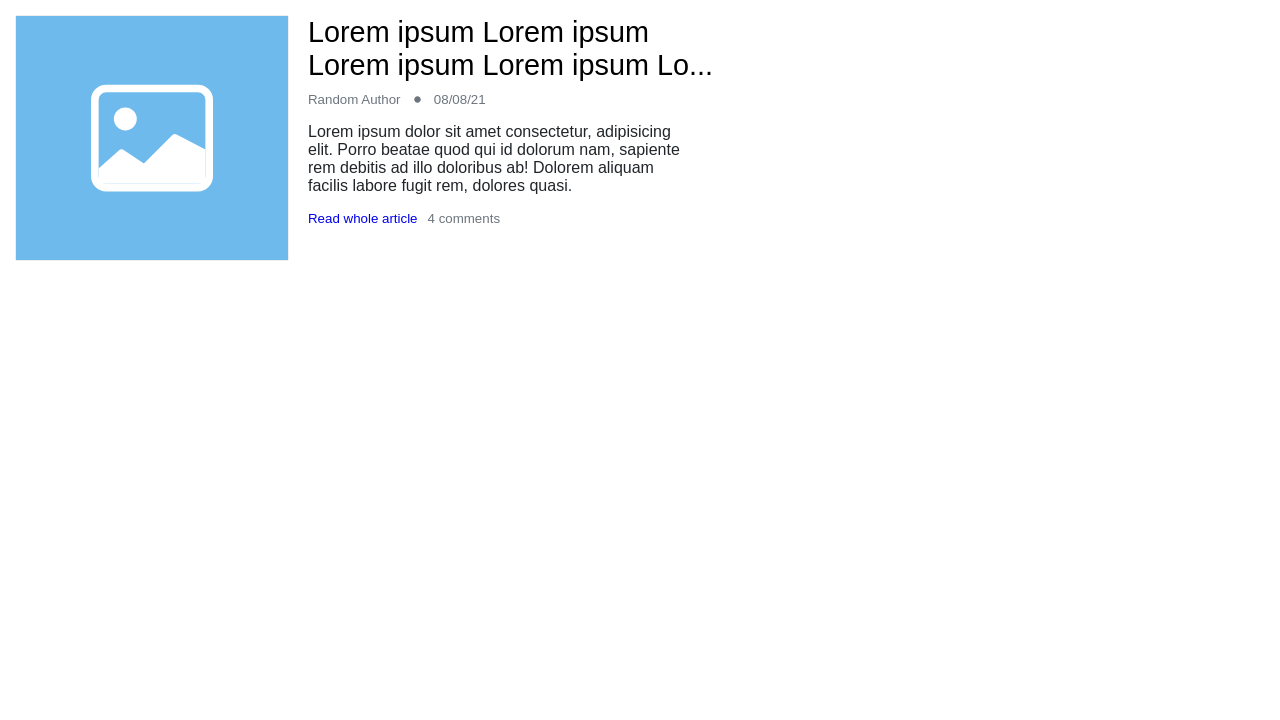 Lorem ipsum Lorem ipsum
Lorem ipsum Lorem ipsum Lo...
Random Author ● 08/08/21
Lorem ipsum dolor sit amet consectetur, adipisicing
elit. Porro beatae quod qui id dolorum nam, sapiente
rem debitis ad illo doloribus ab! Dolorem aliquam
facilis labore fugit rem, dolores quasi.
Read whole article 4 comments